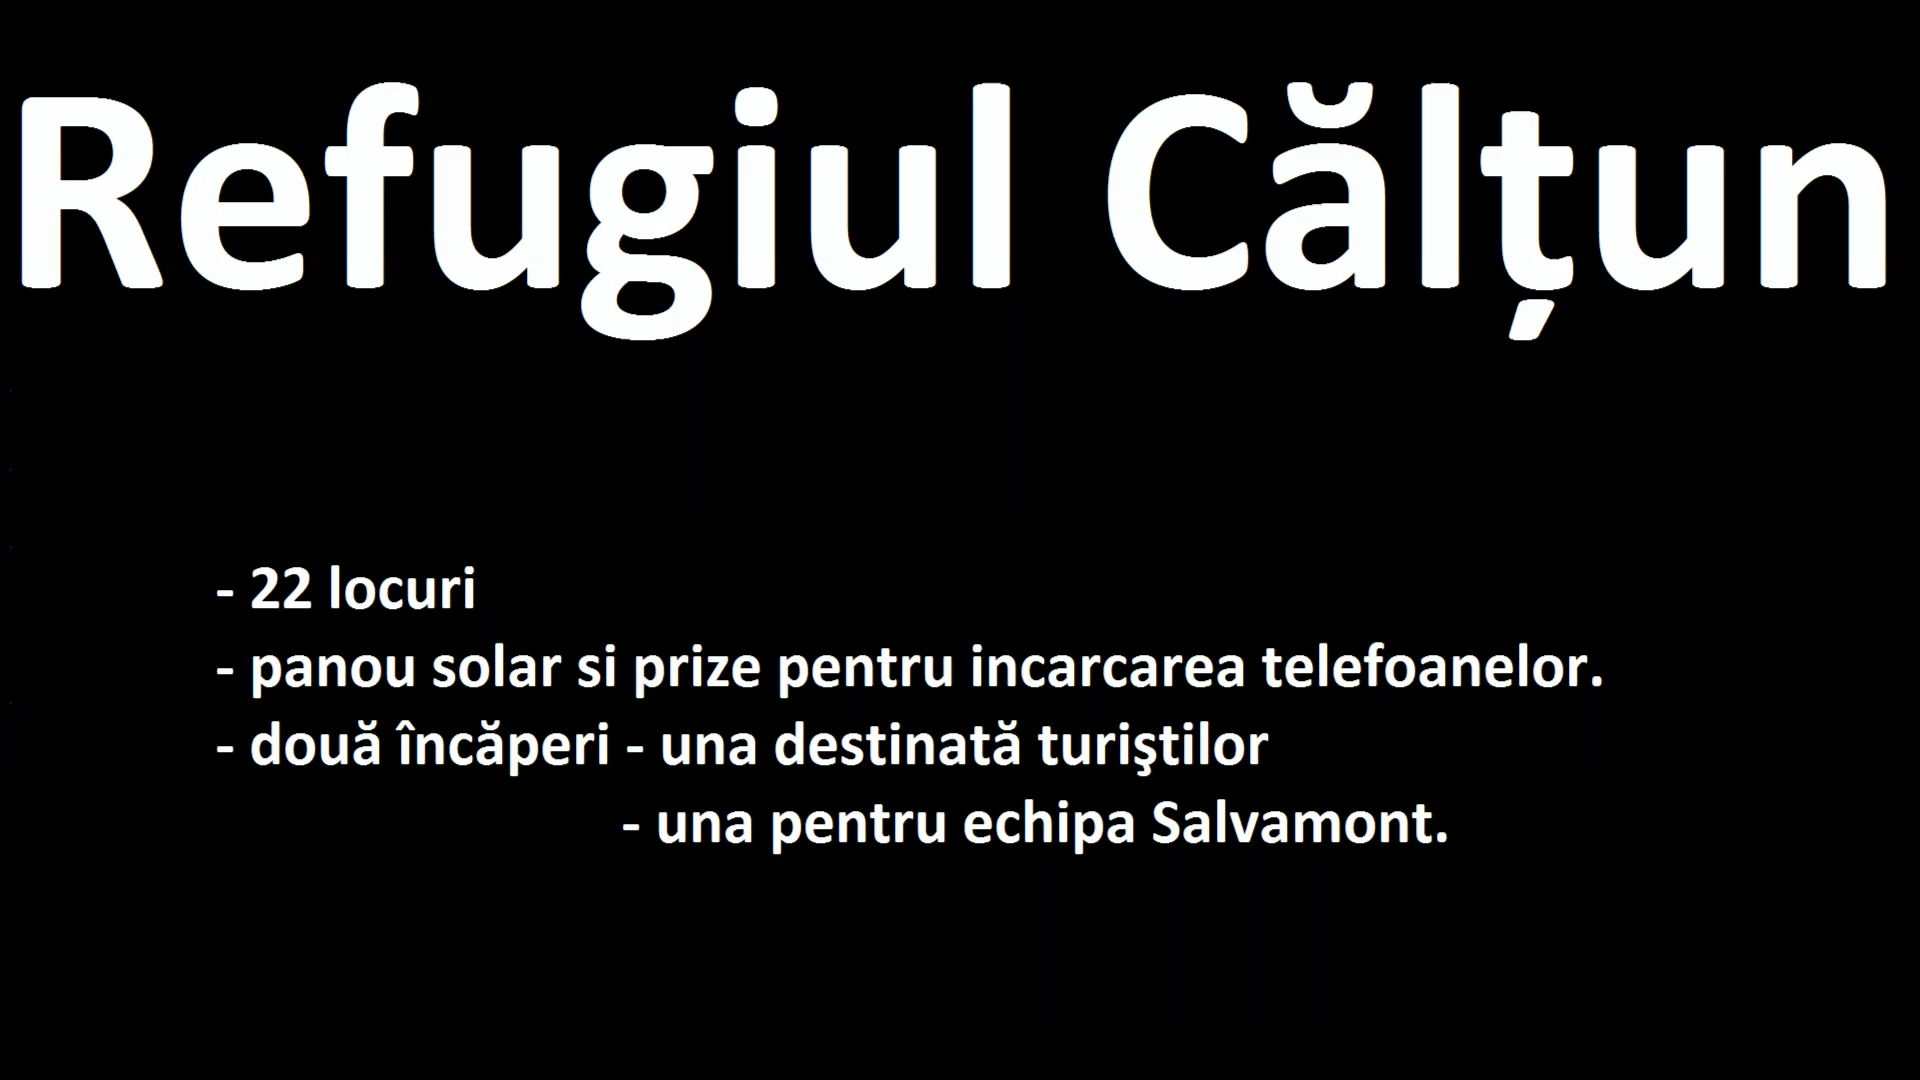 Refugiul Călțun
- 22 locuri
- panou solar si prize pentru incarcarea telefoanelor.
- două încăperi - una destinată turiştilor
- una pentru echipa Salvamont.